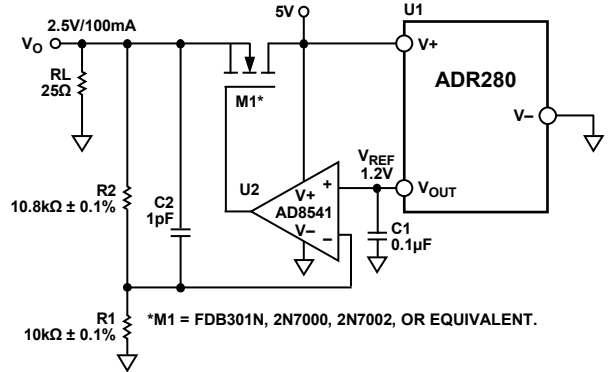 5V
U1
V+
ADR280
V–
VOUT
2.5V/100mA
VO
RL
25Ω
M1*
R2
10.8kΩ ± 0.1%
C2
1pF
U2
V+
AD8541
V–
+
–
VREF
1.2V
C1
0.1µF
R1
10kΩ ± 0.1%
*M1 = FDB301N, 2N7000, 2N7002, OR EQUIVALENT.